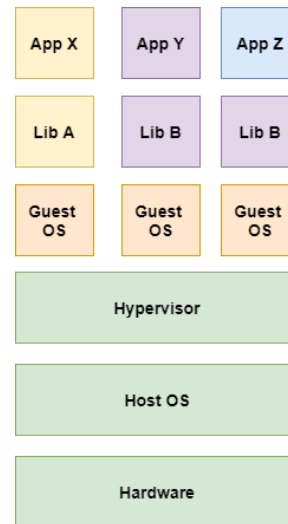 App X
App Y
App Z
Lib A
Lib B
Lib B
Guest
OS
Guest
OS
Guest
OS
Hypervisor
Host OS
Hardware